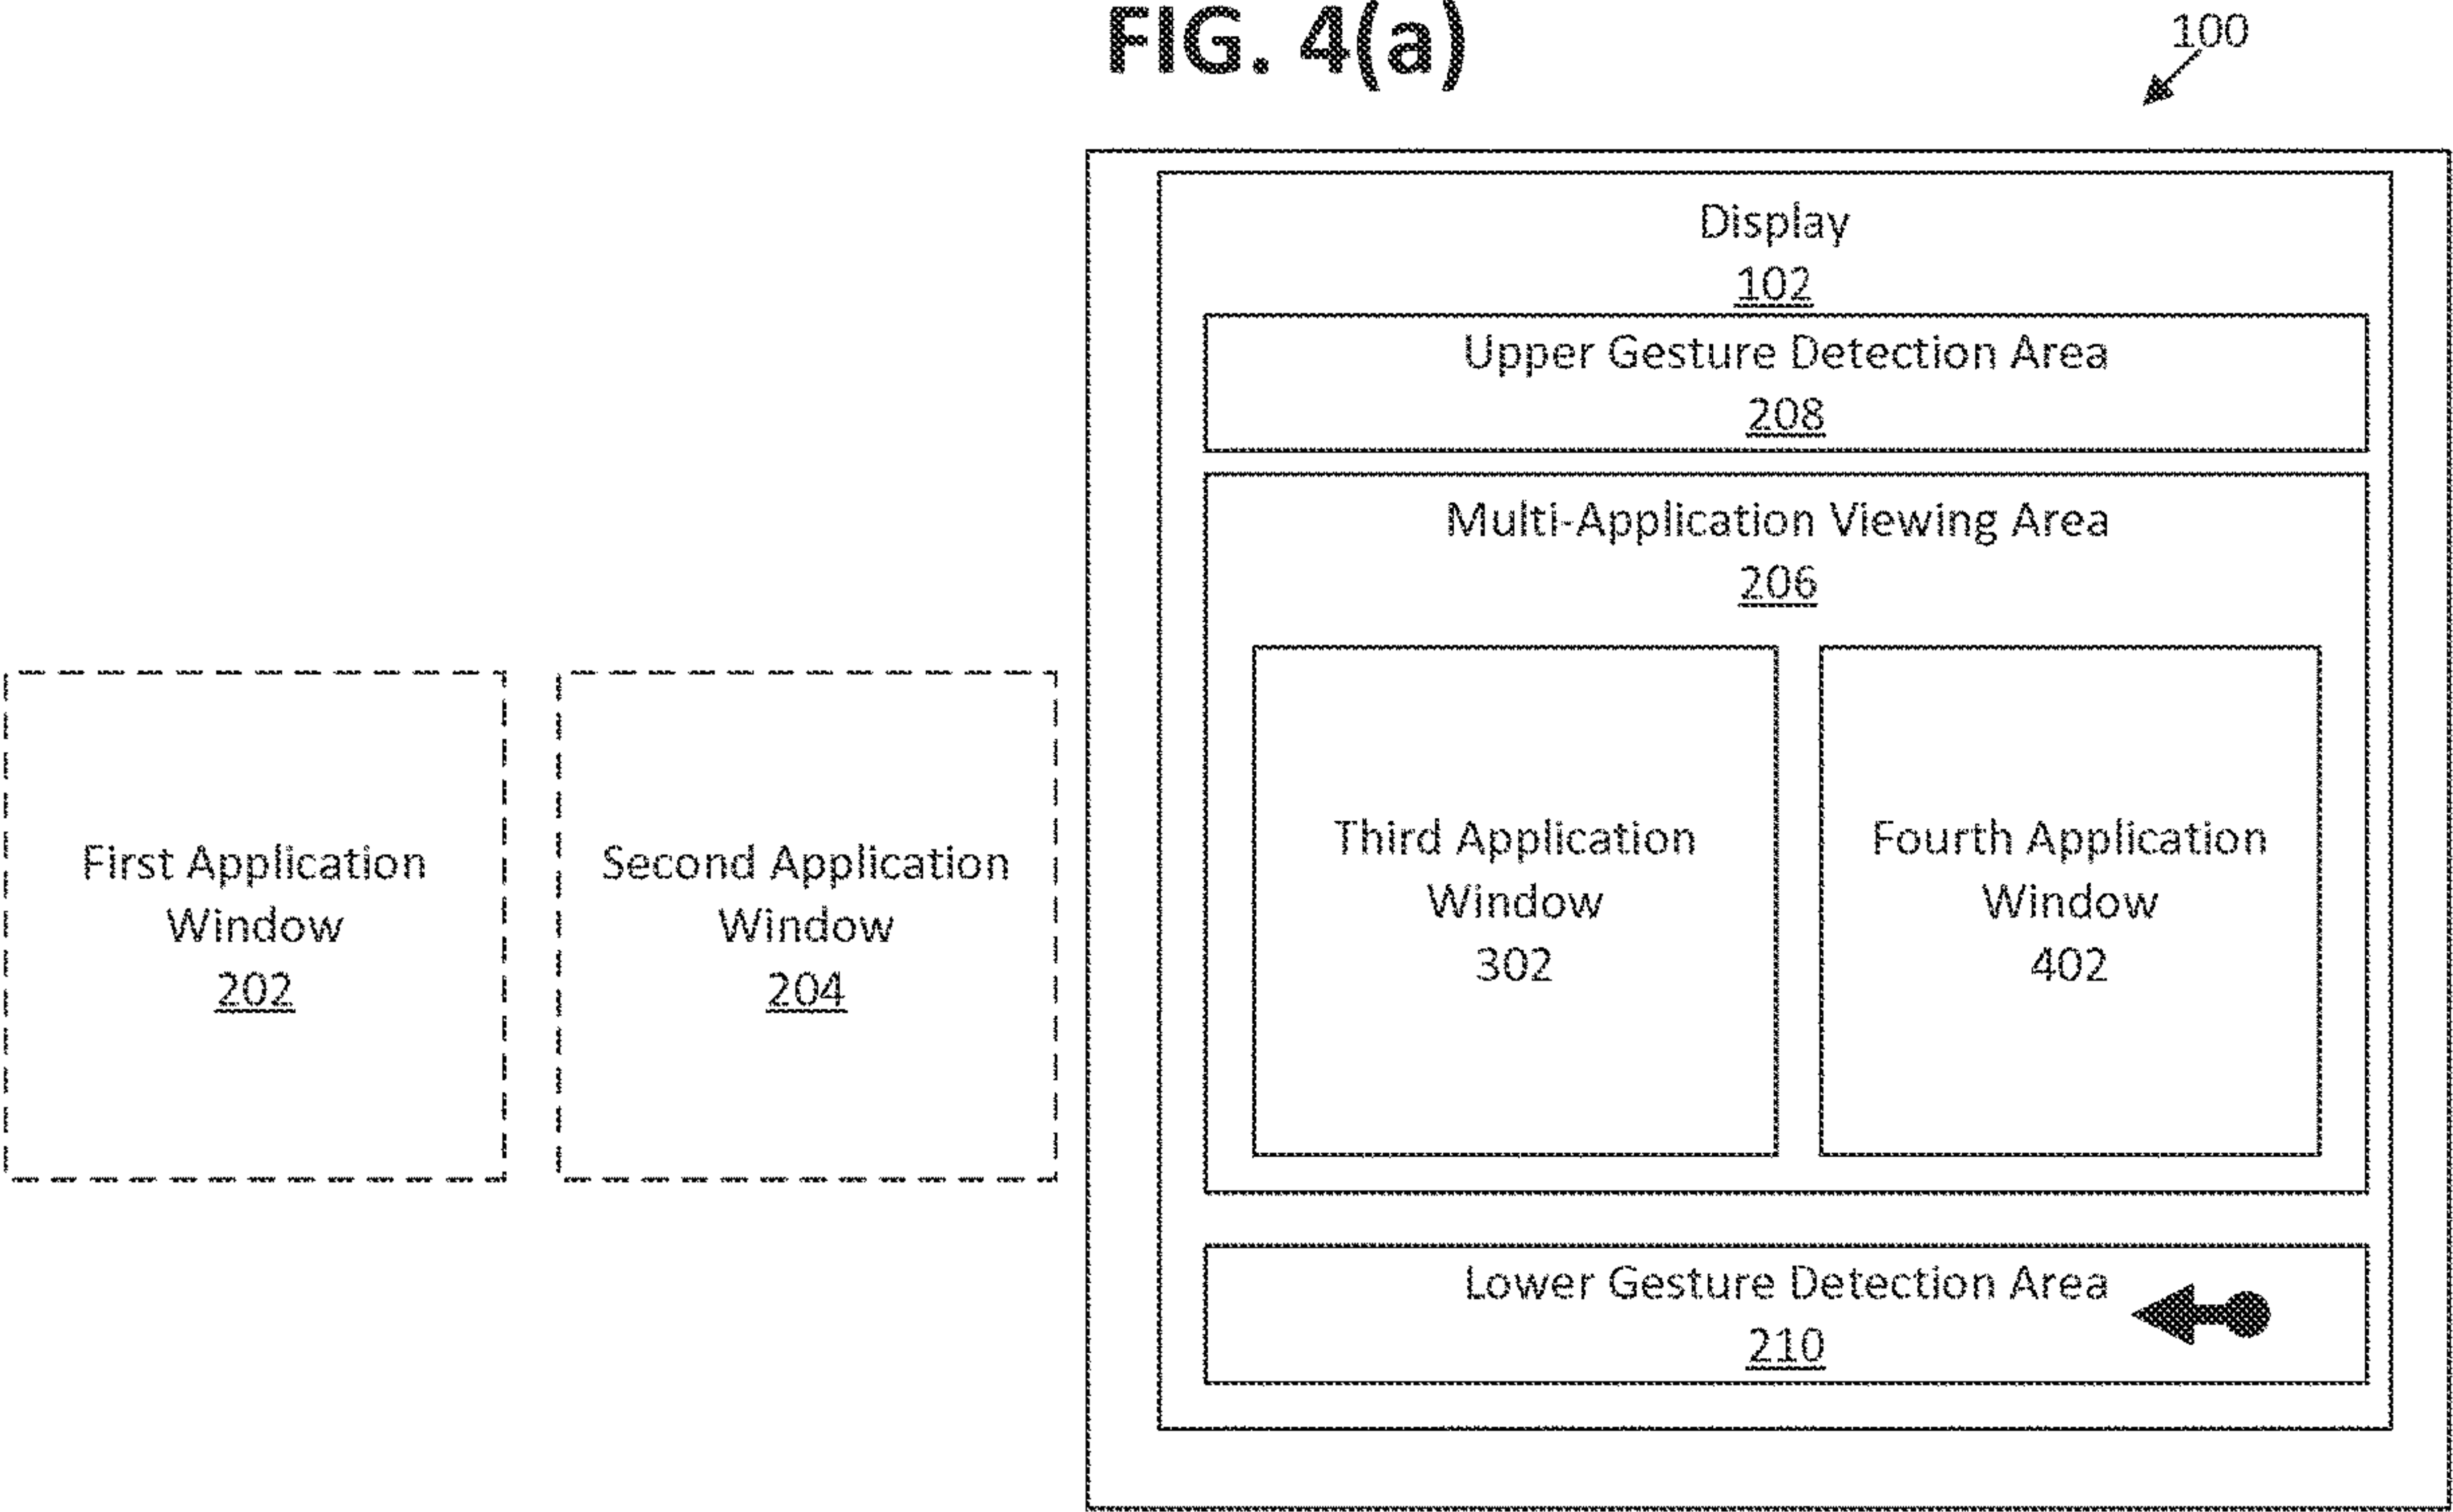 FIG. 4(a)
100
Display
102
Upper Gesture Detection Area
208
Multi-Application Viewing Area
206
First Application
Window
202
Second Application
Window
204
Third Application
Window
302
Fourth Application
Window
402
Lower Gesture Detection Area
210